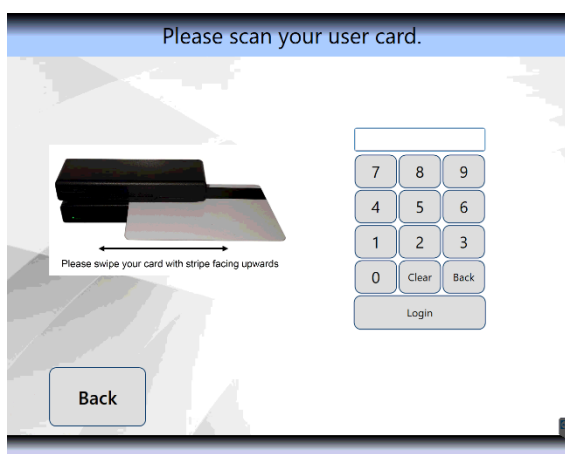 Please scan your user card.
Please swipe your card with stripe facing upwards
7 8 9
4 5 6
1 2 3
0 Clear Back
Login
Back